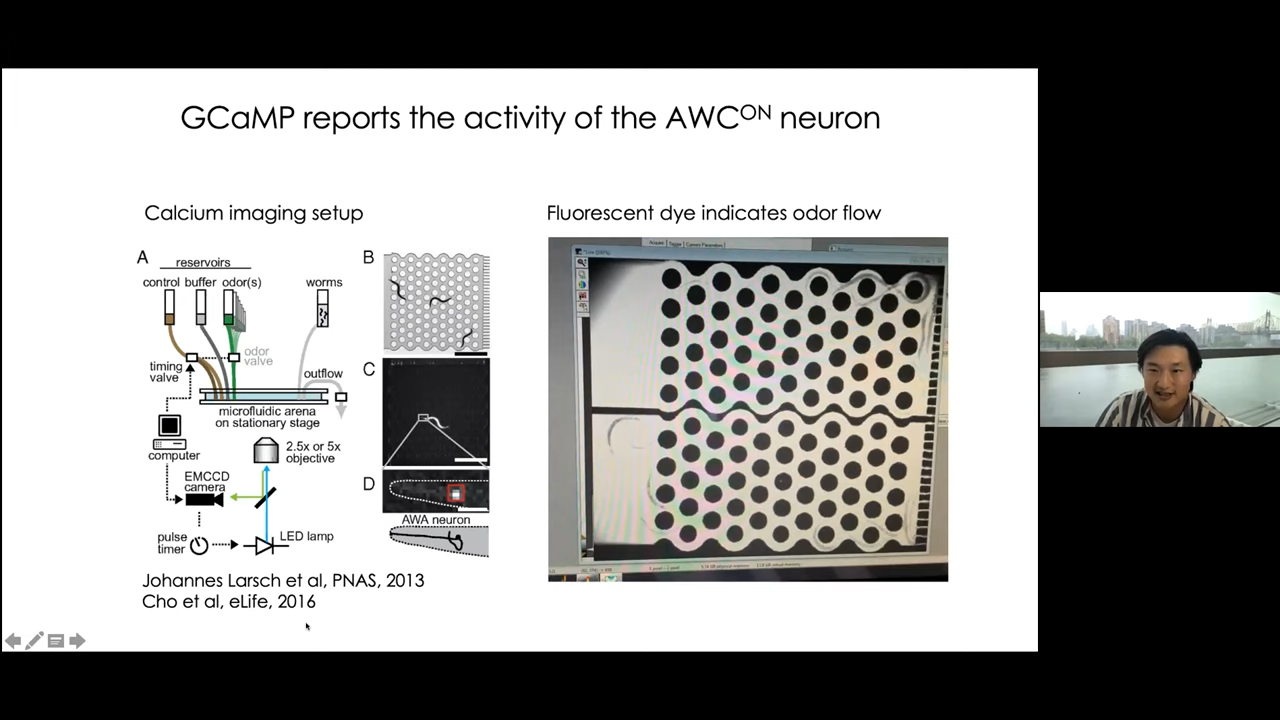 GCaMP reports the activity of the AWCᴼᴺ neuron
Calcium imaging setup
Fluorescent dye indicates odor flow
A
reservoirs
control buffer odor(s)
worms
timing
valve
odor
valve
outflow
microfluidic arena
on stationary stage
computer
2.5x or 5x
objective
EMCCD
camera
pulse
timer
LED lamp
B
C
D
AWA neuron
Johannes Larsch et al, PNAS, 2013
Cho et al, eLife, 2016